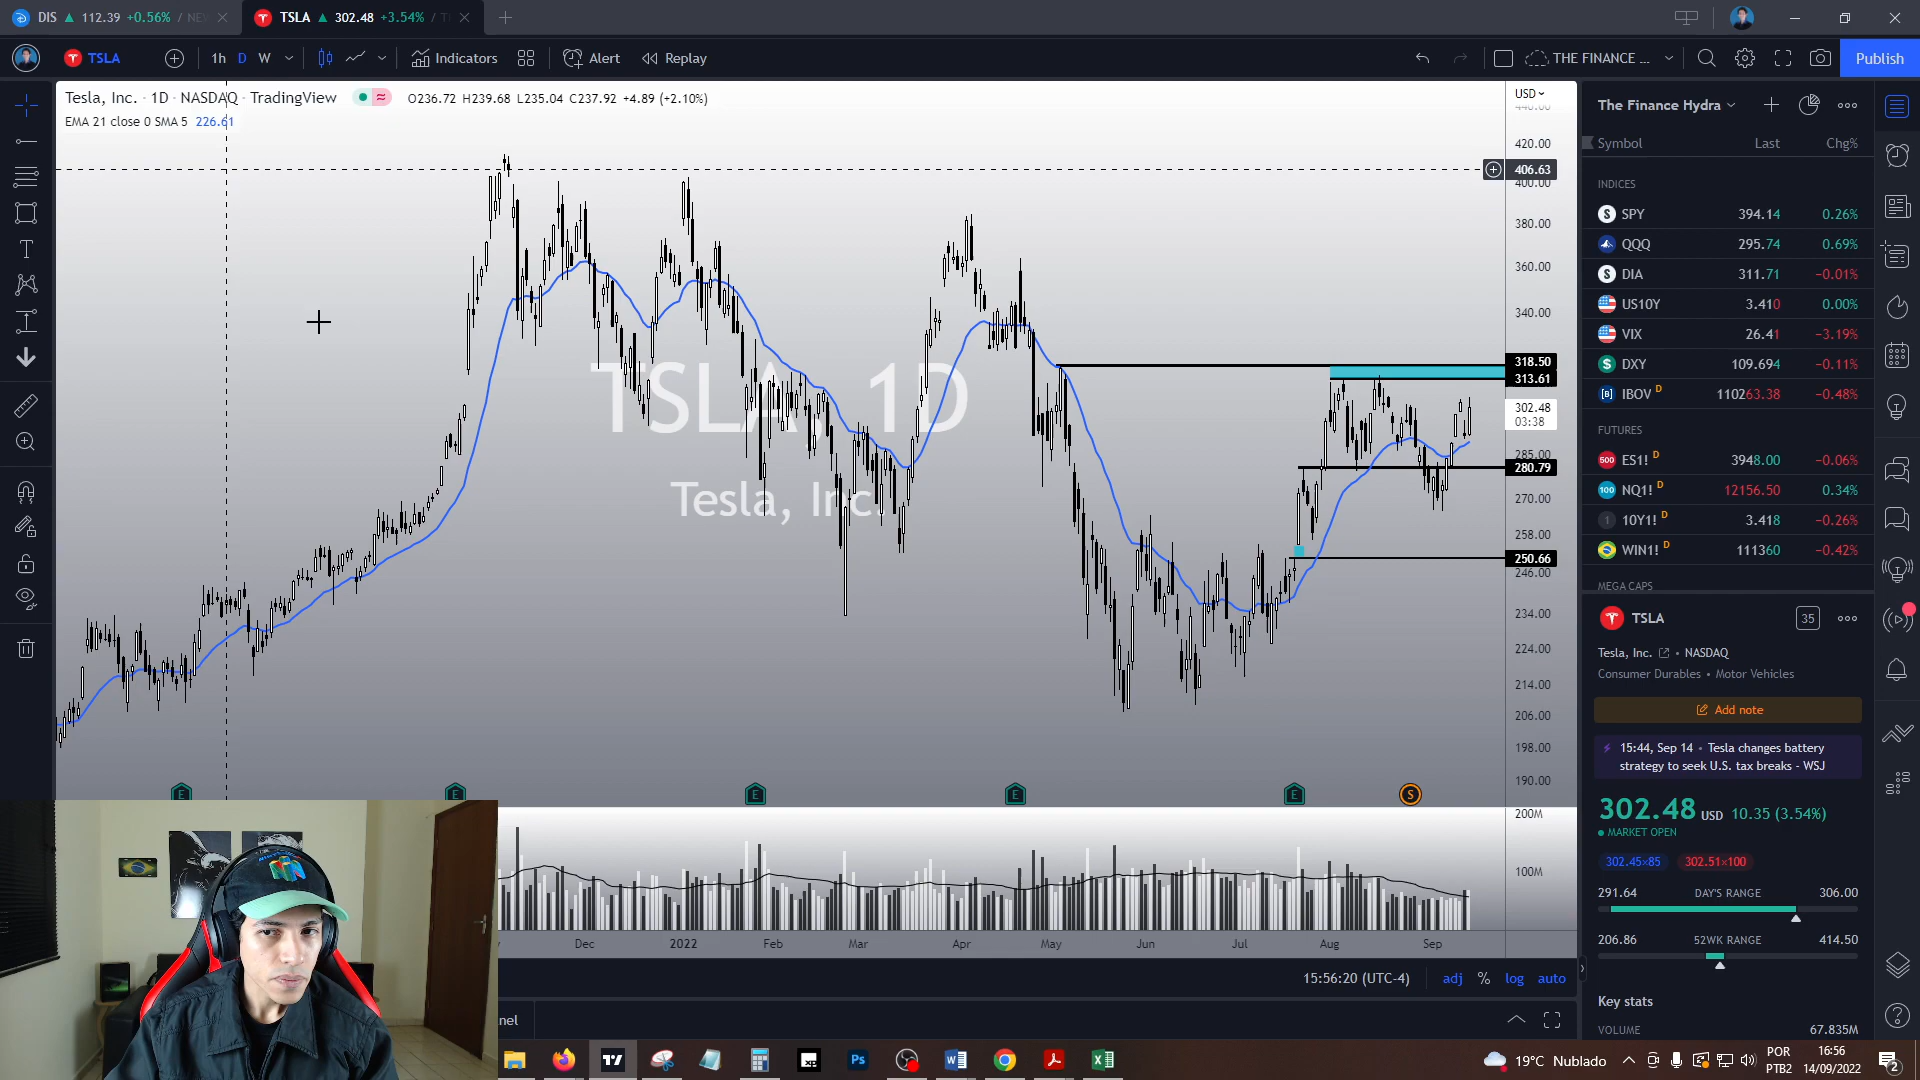 DIS 112.39 +0.56% / NE
TSLA 302.48 +3.54% / T
TSLA 1h D W Indicators Alert Replay THE FINANCE ... Publish
Tesla, Inc. · 1D · NASDAQ · TradingView O236.72 H239.68 L235.04 C237.92 +4.89 (+2.10%)
EMA 21 close 0 SMA 5 226.61
USD
440.00
420.00
406.63
400.00
380.00
360.00
340.00
318.50
313.61
302.48
03:38
285.00
280.79
270.00
258.00
250.66
246.00
234.00
224.00
214.00
206.00
198.00
190.00
200M
100M
TSLA, 1D
Tesla, Inc.
E E E E E S
Dec 2022 Feb Mar Apr May Jun Jul Aug Sep
15:56:20 (UTC-4) adj % log auto
nel
The Finance Hydra
Symbol Last Chg%
INDICES
SPY 394.14 0.26%
QQQ 295.74 0.69%
DIA 311.71 −0.01%
US10Y 3.410 0.00%
VIX 26.41 −3.19%
DXY 109.694 −0.11%
IBOV D 110263.38 −0.48%
FUTURES
ES1! D 3948.00 −0.06%
NQ1! D 12156.50 0.34%
10Y1! D 3.418 −0.26%
WIN1! D 111360 −0.42%
MEGA CAPS
TSLA 35
Tesla, Inc. • NASDAQ
Consumer Durables • Motor Vehicles
Add note
15:44, Sep 14 • Tesla changes battery
strategy to seek U.S. tax breaks - WSJ
302.48 USD 10.35 (3.54%)
MARKET OPEN
302.45×85 302.51×100
291.64 DAY'S RANGE 306.00
206.86 52WK RANGE 414.50
Key stats
VOLUME 67.835M
19°C Nublado
POR
PTB2
16:56
14/09/2022
2